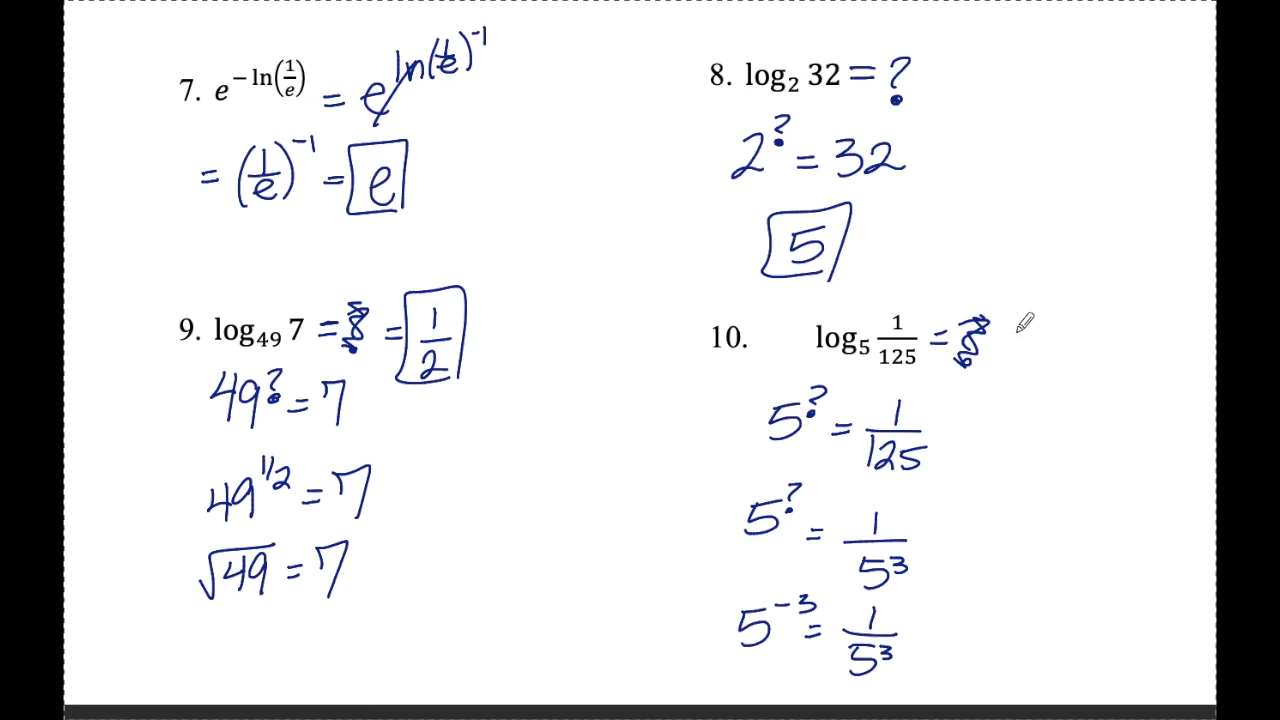 7. e^{-ln(1/e)} = e^{ln(1/e)^{-1}}
= (1/e)^{-1} = e
8. log₂ 32 = ?
2^? = 32
5
9. log₄₉ 7 = ? = 1/2
49^? = 7
49^{1/2} = 7
√49 = 7
10. log₅ 1/125 = ?
5^? = 1/125
5^? = 1/5³
5^{-3} = 1/5³